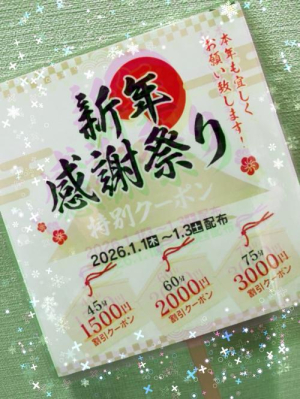 本年も宜しく
お願い致します!
新年
感謝祭り
特別クーポン
2026.1.1㊍~1.3㊏配布
45分
1500円
割引クーポン
60分
2000円
割引クーポン
75分
3000円
割引クーポン